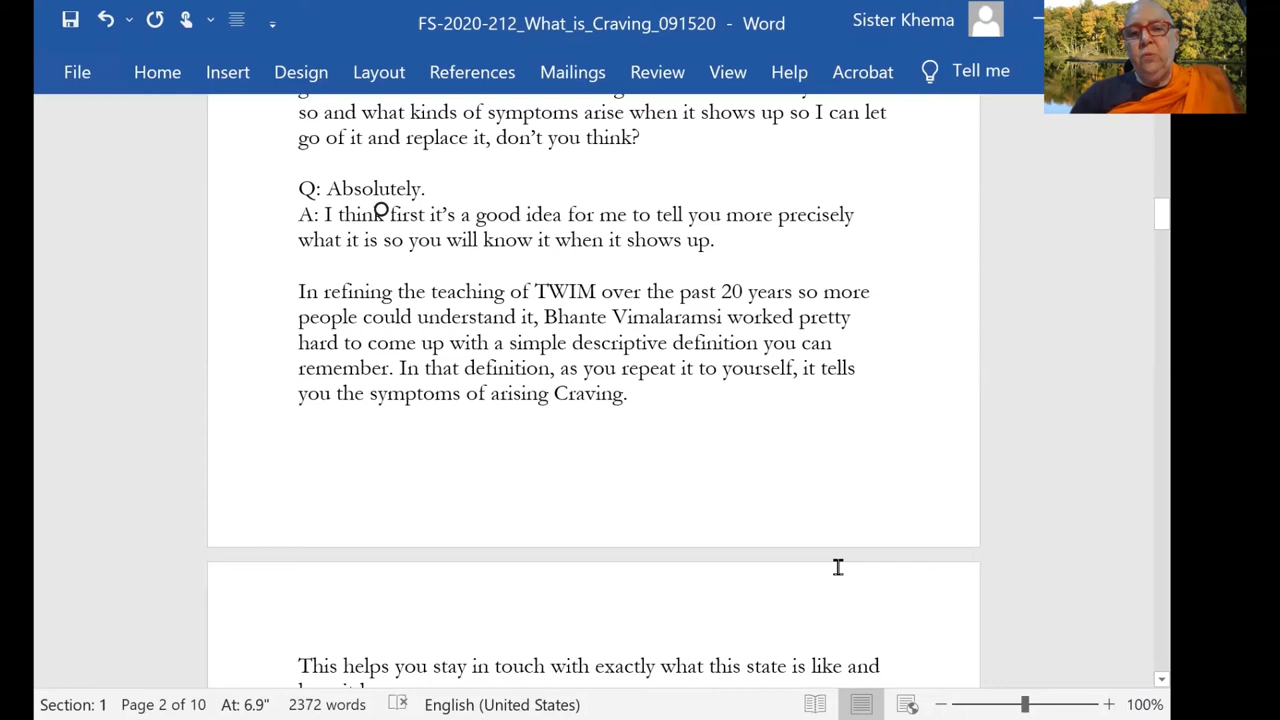 FS-2020-212_What_is_Craving_091520 - Word
Sister Khema
File Home Insert Design Layout References Mailings Review View Help Acrobat Tell me
so and what kinds of symptoms arise when it shows up so I can let
go of it and replace it, don’t you think?
Q: Absolutely.
A: I think first it’s a good idea for me to tell you more precisely
what it is so you will know it when it shows up.
In refining the teaching of TWIM over the past 20 years so more
people could understand it, Bhante Vimalaramsi worked pretty
hard to come up with a simple descriptive definition you can
remember. In that definition, as you repeat it to yourself, it tells
you the symptoms of arising Craving.
This helps you stay in touch with exactly what this state is like and
Section: 1 Page 2 of 10 At: 6.9" 2372 words English (United States) 100%